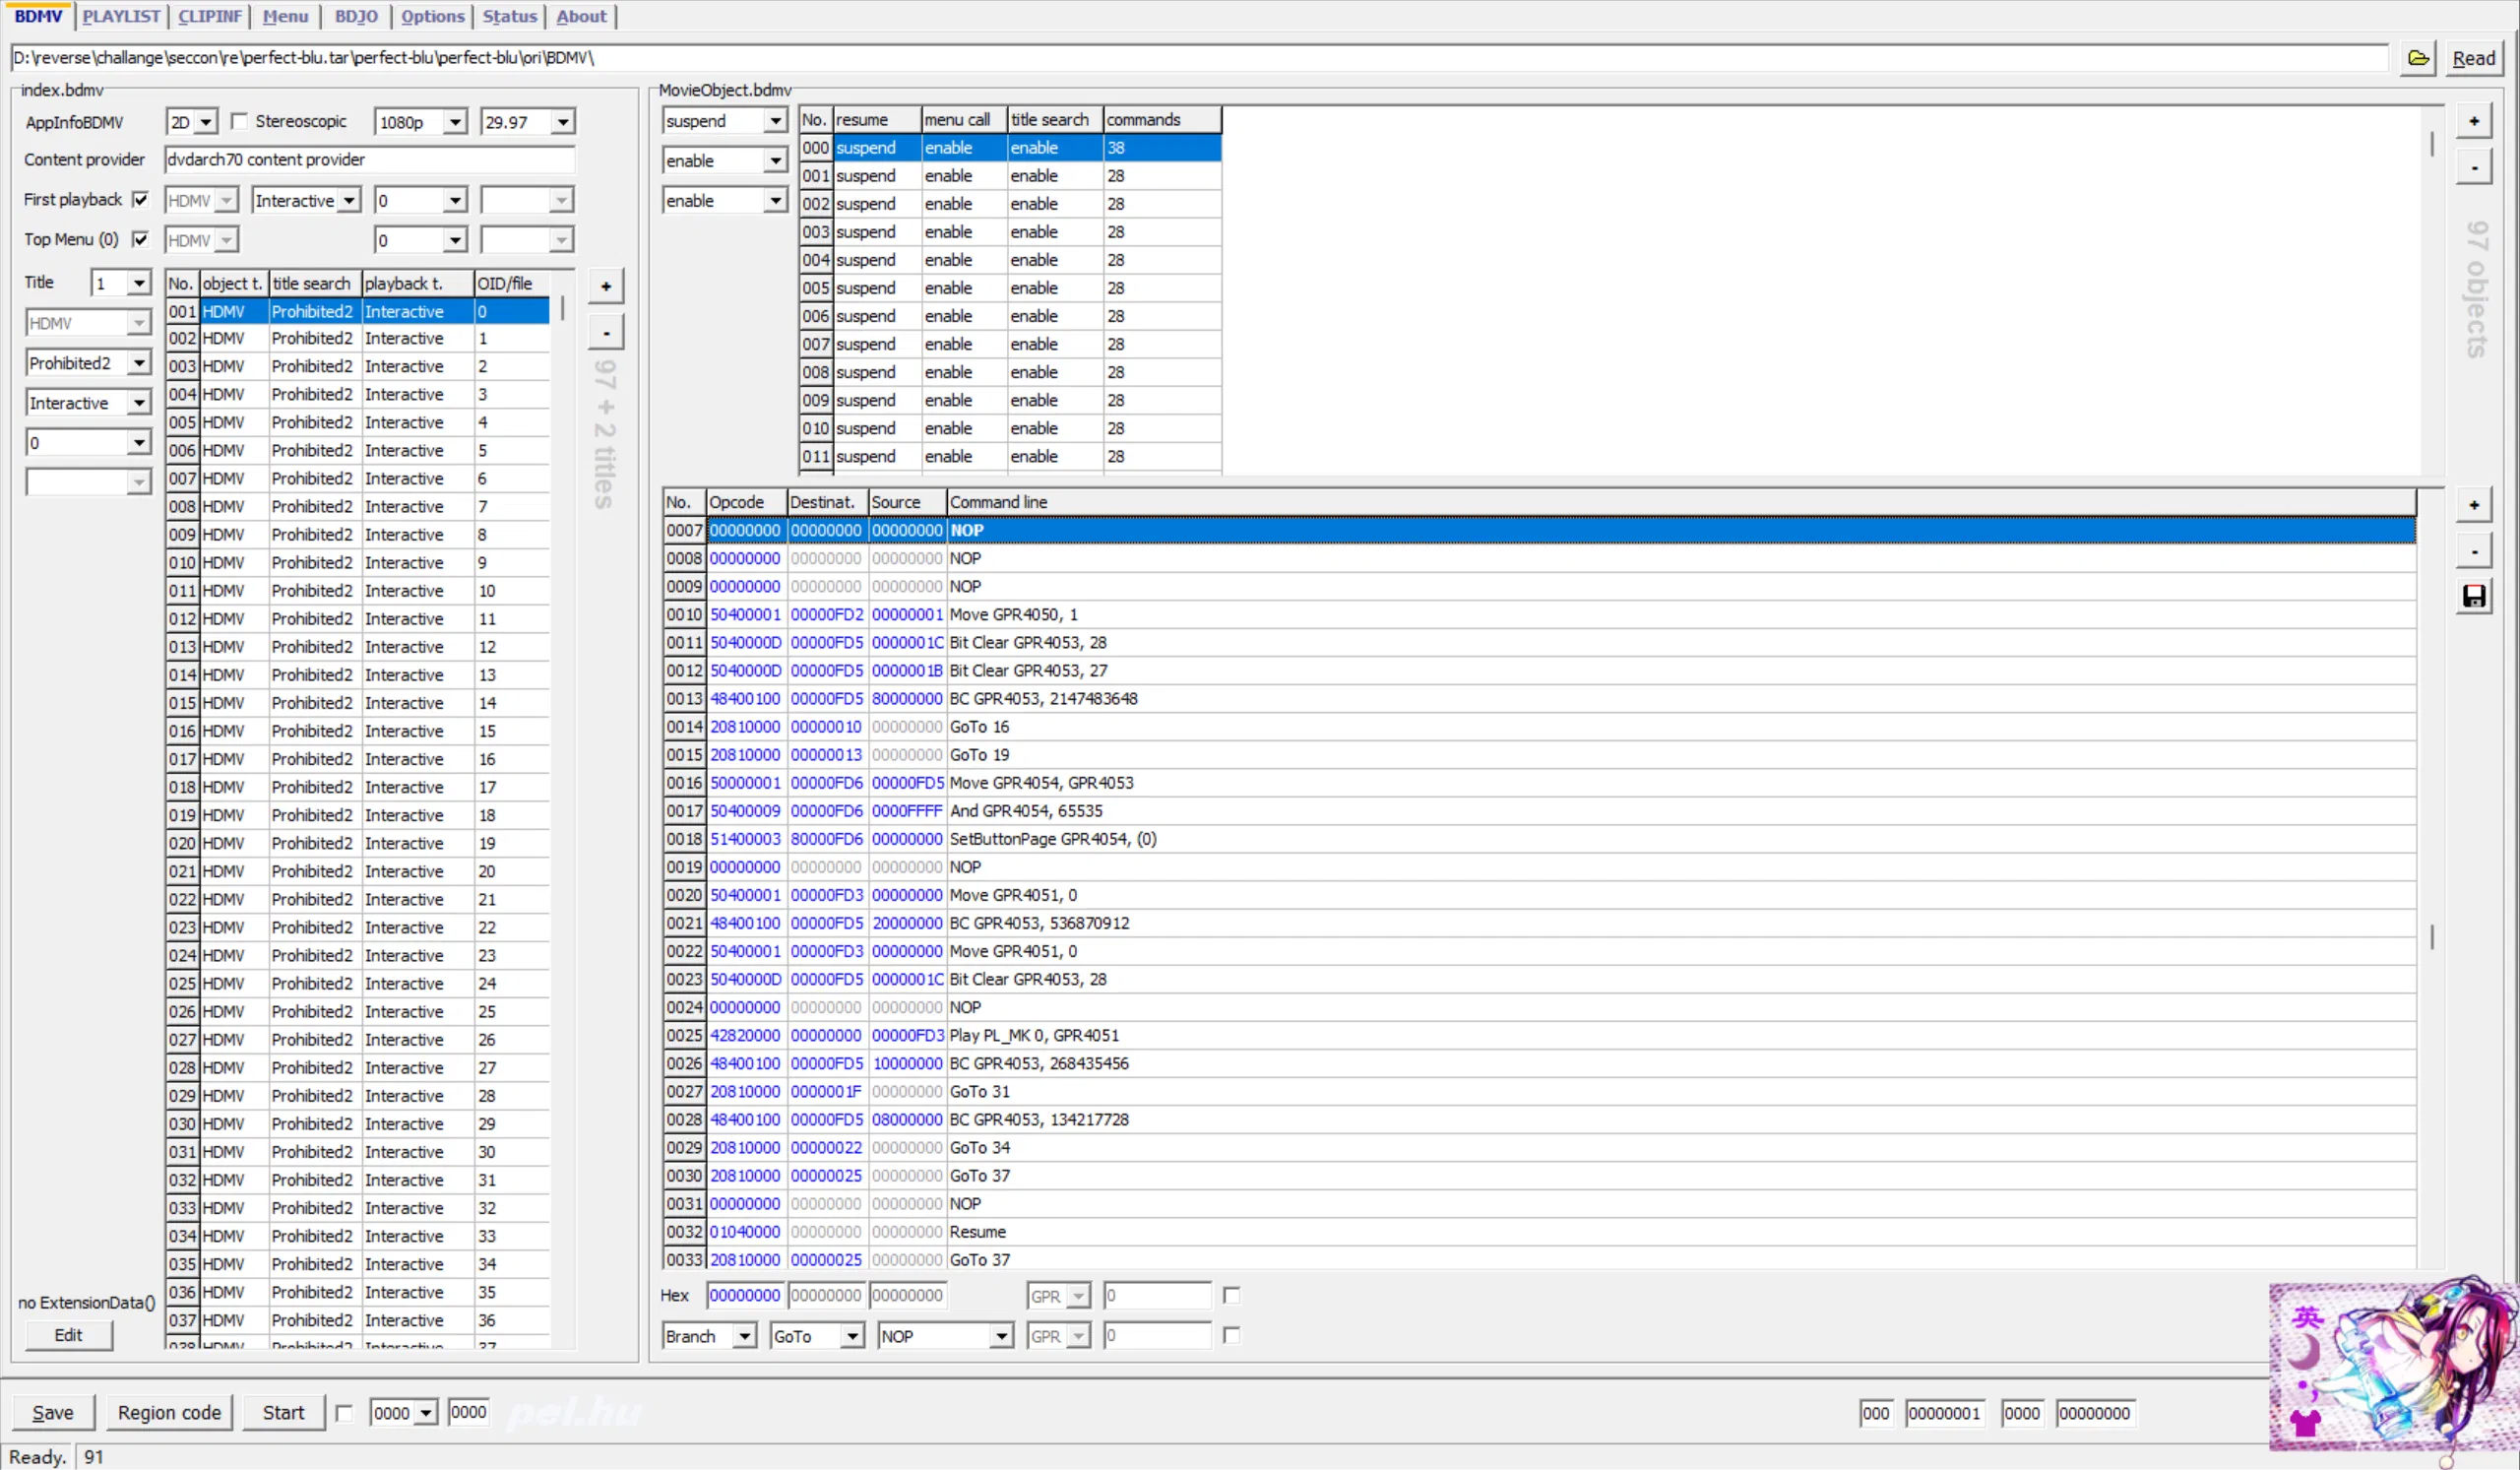 BDMV PLAYLIST CLIPINF Menu BDJO Options Status About
D:\reverse\challange\seccon\re\perfect-blu.tar\perfect-blu\perfect-blu\ori\BDMV\ Read
index.bdmv
AppInfoBDMV 2D Stereoscopic 1080p 29.97
Content provider dvdarch70 content provider
First playback HDMV Interactive 0
Top Menu (0) HDMV 0
Title 1
HDMV
Prohibited2
Interactive
0
No. object t. title search playback t. OID/file
001 HDMV Prohibited2 Interactive 0
002 HDMV Prohibited2 Interactive 1
003 HDMV Prohibited2 Interactive 2
004 HDMV Prohibited2 Interactive 3
005 HDMV Prohibited2 Interactive 4
006 HDMV Prohibited2 Interactive 5
007 HDMV Prohibited2 Interactive 6
008 HDMV Prohibited2 Interactive 7
009 HDMV Prohibited2 Interactive 8
010 HDMV Prohibited2 Interactive 9
011 HDMV Prohibited2 Interactive 10
012 HDMV Prohibited2 Interactive 11
013 HDMV Prohibited2 Interactive 12
014 HDMV Prohibited2 Interactive 13
015 HDMV Prohibited2 Interactive 14
016 HDMV Prohibited2 Interactive 15
017 HDMV Prohibited2 Interactive 16
018 HDMV Prohibited2 Interactive 17
019 HDMV Prohibited2 Interactive 18
020 HDMV Prohibited2 Interactive 19
021 HDMV Prohibited2 Interactive 20
022 HDMV Prohibited2 Interactive 21
023 HDMV Prohibited2 Interactive 22
024 HDMV Prohibited2 Interactive 23
025 HDMV Prohibited2 Interactive 24
026 HDMV Prohibited2 Interactive 25
027 HDMV Prohibited2 Interactive 26
028 HDMV Prohibited2 Interactive 27
029 HDMV Prohibited2 Interactive 28
030 HDMV Prohibited2 Interactive 29
031 HDMV Prohibited2 Interactive 30
032 HDMV Prohibited2 Interactive 31
033 HDMV Prohibited2 Interactive 32
034 HDMV Prohibited2 Interactive 33
035 HDMV Prohibited2 Interactive 34
036 HDMV Prohibited2 Interactive 35
037 HDMV Prohibited2 Interactive 36
038 HDMV Prohibited2 Interactive 37
+
-
97 + 2 titles
no ExtensionData()
Edit
MovieObject.bdmv
suspend
enable
enable
No. resume menu call title search commands
000 suspend enable enable 38
001 suspend enable enable 28
002 suspend enable enable 28
003 suspend enable enable 28
004 suspend enable enable 28
005 suspend enable enable 28
006 suspend enable enable 28
007 suspend enable enable 28
008 suspend enable enable 28
009 suspend enable enable 28
010 suspend enable enable 28
011 suspend enable enable 28
+
-
97 objects
No. Opcode Destinat. Source Command line
0007 00000000 00000000 00000000 NOP
0008 00000000 00000000 00000000 NOP
0009 00000000 00000000 00000000 NOP
0010 50400001 00000FD2 00000001 Move GPR4050, 1
0011 5040000D 00000FD5 0000001C Bit Clear GPR4053, 28
0012 5040000D 00000FD5 0000001B Bit Clear GPR4053, 27
0013 48400100 00000FD5 80000000 BC GPR4053, 2147483648
0014 20810000 00000010 00000000 GoTo 16
0015 20810000 00000013 00000000 GoTo 19
0016 50000001 00000FD6 00000FD5 Move GPR4054, GPR4053
0017 50400009 00000FD6 0000FFFF And GPR4054, 65535
0018 51400003 80000FD6 00000000 SetButtonPage GPR4054, (0)
0019 00000000 00000000 00000000 NOP
0020 50400001 00000FD3 00000000 Move GPR4051, 0
0021 48400100 00000FD5 20000000 BC GPR4053, 536870912
0022 50400001 00000FD3 00000000 Move GPR4051, 0
0023 5040000D 00000FD5 0000001C Bit Clear GPR4053, 28
0024 00000000 00000000 00000000 NOP
0025 42820000 00000000 00000FD3 Play PL_MK 0, GPR4051
0026 48400100 00000FD5 10000000 BC GPR4053, 268435456
0027 20810000 0000001F 00000000 GoTo 31
0028 48400100 00000FD5 08000000 BC GPR4053, 134217728
0029 20810000 00000022 00000000 GoTo 34
0030 20810000 00000025 00000000 GoTo 37
0031 00000000 00000000 00000000 NOP
0032 01040000 00000000 00000000 Resume
0033 20810000 00000025 00000000 GoTo 37
+
-
Hex 00000000 00000000 00000000 GPR 0
Branch GoTo NOP GPR 0
英
Save Region code Start 0000 0000 pel.hu 000 00000001 0000 00000000
Ready. 91